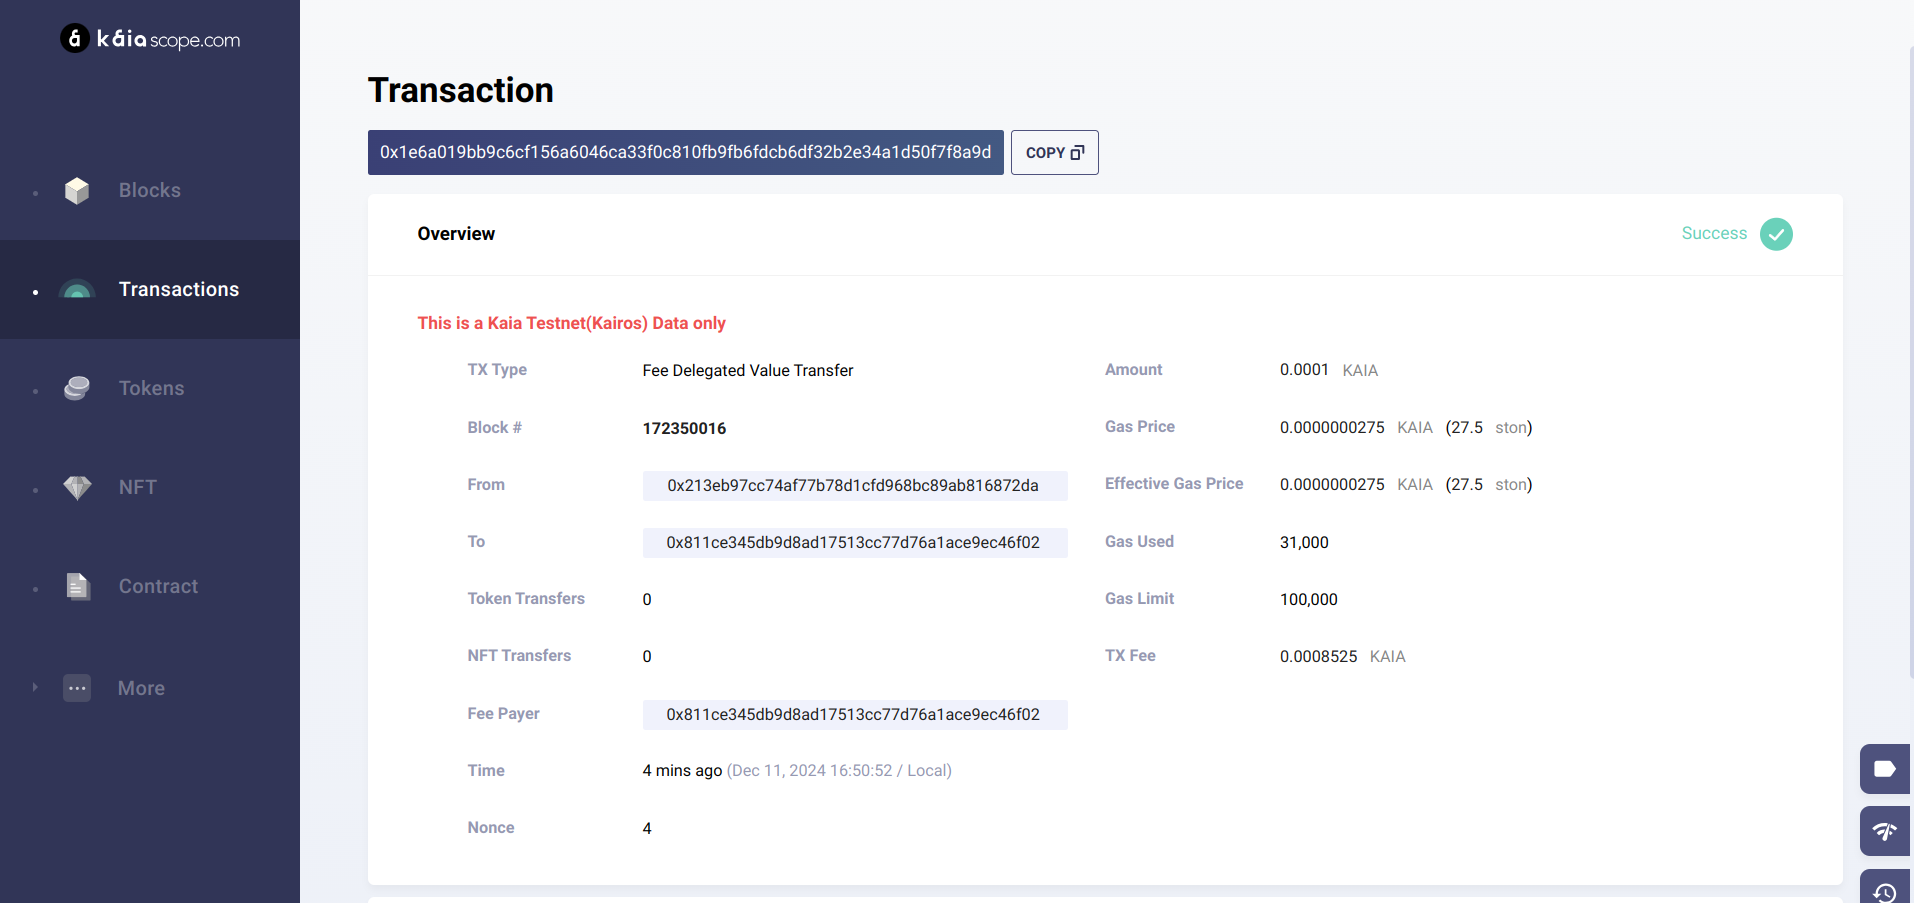 káiascope.com
Blocks
Transactions
Tokens
NFT
Contract
More
Transaction
0x1e6a019bb9c6cf156a6046ca33f0c810fb9fb6fdcb6df32b2e34a1d50f7f8a9d
COPY
Overview
Success
This is a Kaia Testnet(Kairos) Data only
TX Type Fee Delegated Value Transfer
Block # 172350016
From 0x213eb97cc74af77b78d1cfd968bc89ab816872da
To 0x811ce345db9d8ad17513cc77d76a1ace9ec46f02
Token Transfers 0
NFT Transfers 0
Fee Payer 0x811ce345db9d8ad17513cc77d76a1ace9ec46f02
Time 4 mins ago (Dec 11, 2024 16:50:52 / Local)
Nonce 4
Amount 0.0001 KAIA
Gas Price 0.0000000275 KAIA (27.5 ston)
Effective Gas Price 0.0000000275 KAIA (27.5 ston)
Gas Used 31,000
Gas Limit 100,000
TX Fee 0.0008525 KAIA